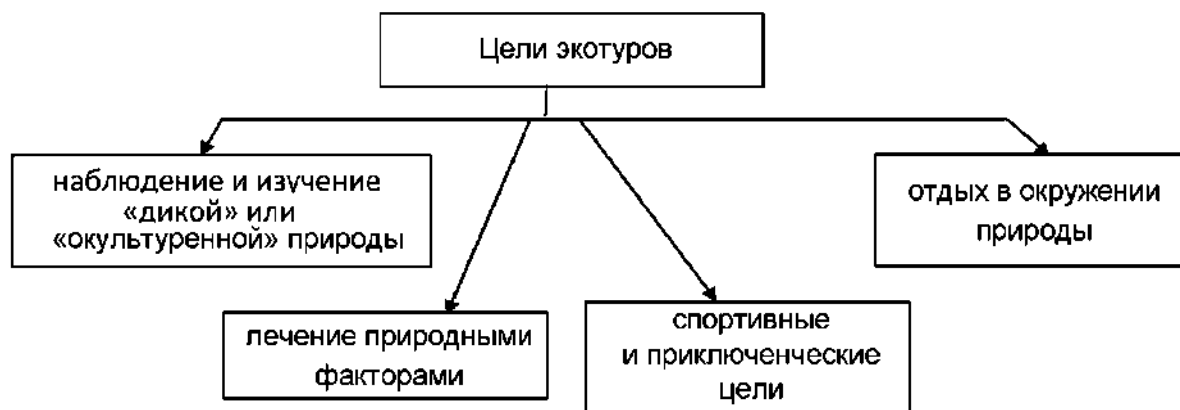 Цели экотуров
наблюдение и изучение
«дикой» или
«окультуренной» природы
отдых в окружении
природы
лечение природными
факторами
спортивные
и приключенческие
цели